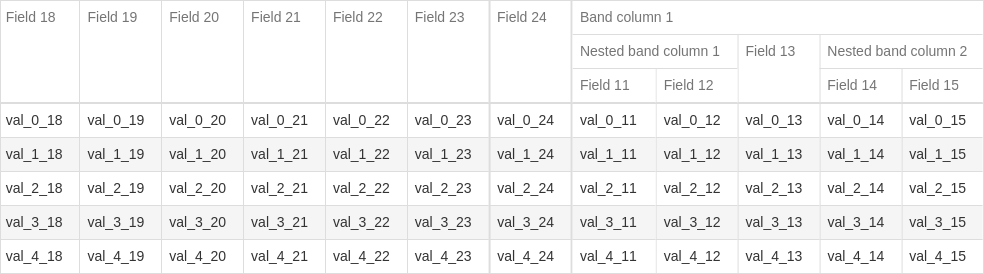 Field 18 Field 19 Field 20 Field 21 Field 22 Field 23 Field 24 Band column 1
Nested band column 1 Field 13 Nested band column 2
Field 11 Field 12 Field 14 Field 15
val_0_18 val_0_19 val_0_20 val_0_21 val_0_22 val_0_23 val_0_24 val_0_11 val_0_12 val_0_13 val_0_14 val_0_15
val_1_18 val_1_19 val_1_20 val_1_21 val_1_22 val_1_23 val_1_24 val_1_11 val_1_12 val_1_13 val_1_14 val_1_15
val_2_18 val_2_19 val_2_20 val_2_21 val_2_22 val_2_23 val_2_24 val_2_11 val_2_12 val_2_13 val_2_14 val_2_15
val_3_18 val_3_19 val_3_20 val_3_21 val_3_22 val_3_23 val_3_24 val_3_11 val_3_12 val_3_13 val_3_14 val_3_15
val_4_18 val_4_19 val_4_20 val_4_21 val_4_22 val_4_23 val_4_24 val_4_11 val_4_12 val_4_13 val_4_14 val_4_15